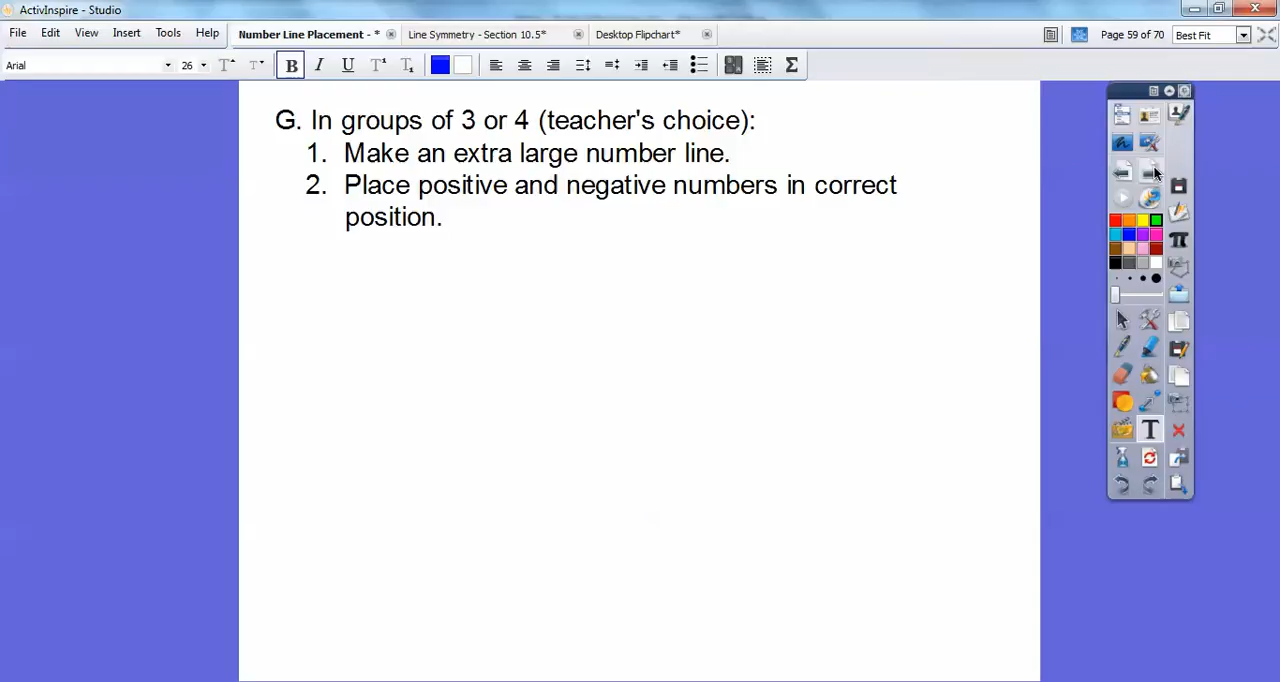 ActivInspire - Studio
File Edit View Insert Tools Help
Number Line Placement - * Line Symmetry - Section 10.5* Desktop Flipchart*
Page 59 of 70 Best Fit
Arial 26 T T B I U T¹ T₁ Σ
G. In groups of 3 or 4 (teacher's choice):
1. Make an extra large number line.
2. Place positive and negative numbers in correct
position.
T